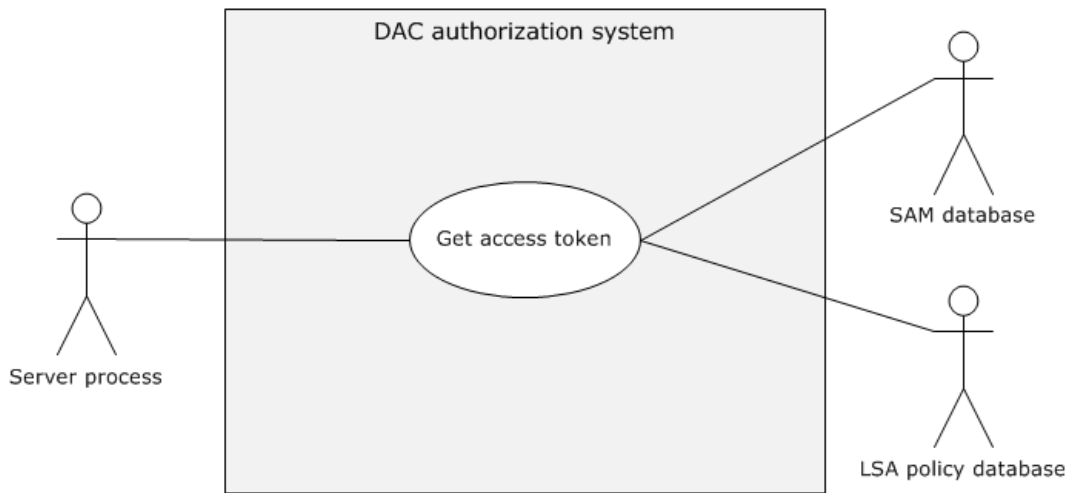 DAC authorization system
Get access token
SAM database
Server process
LSA policy database